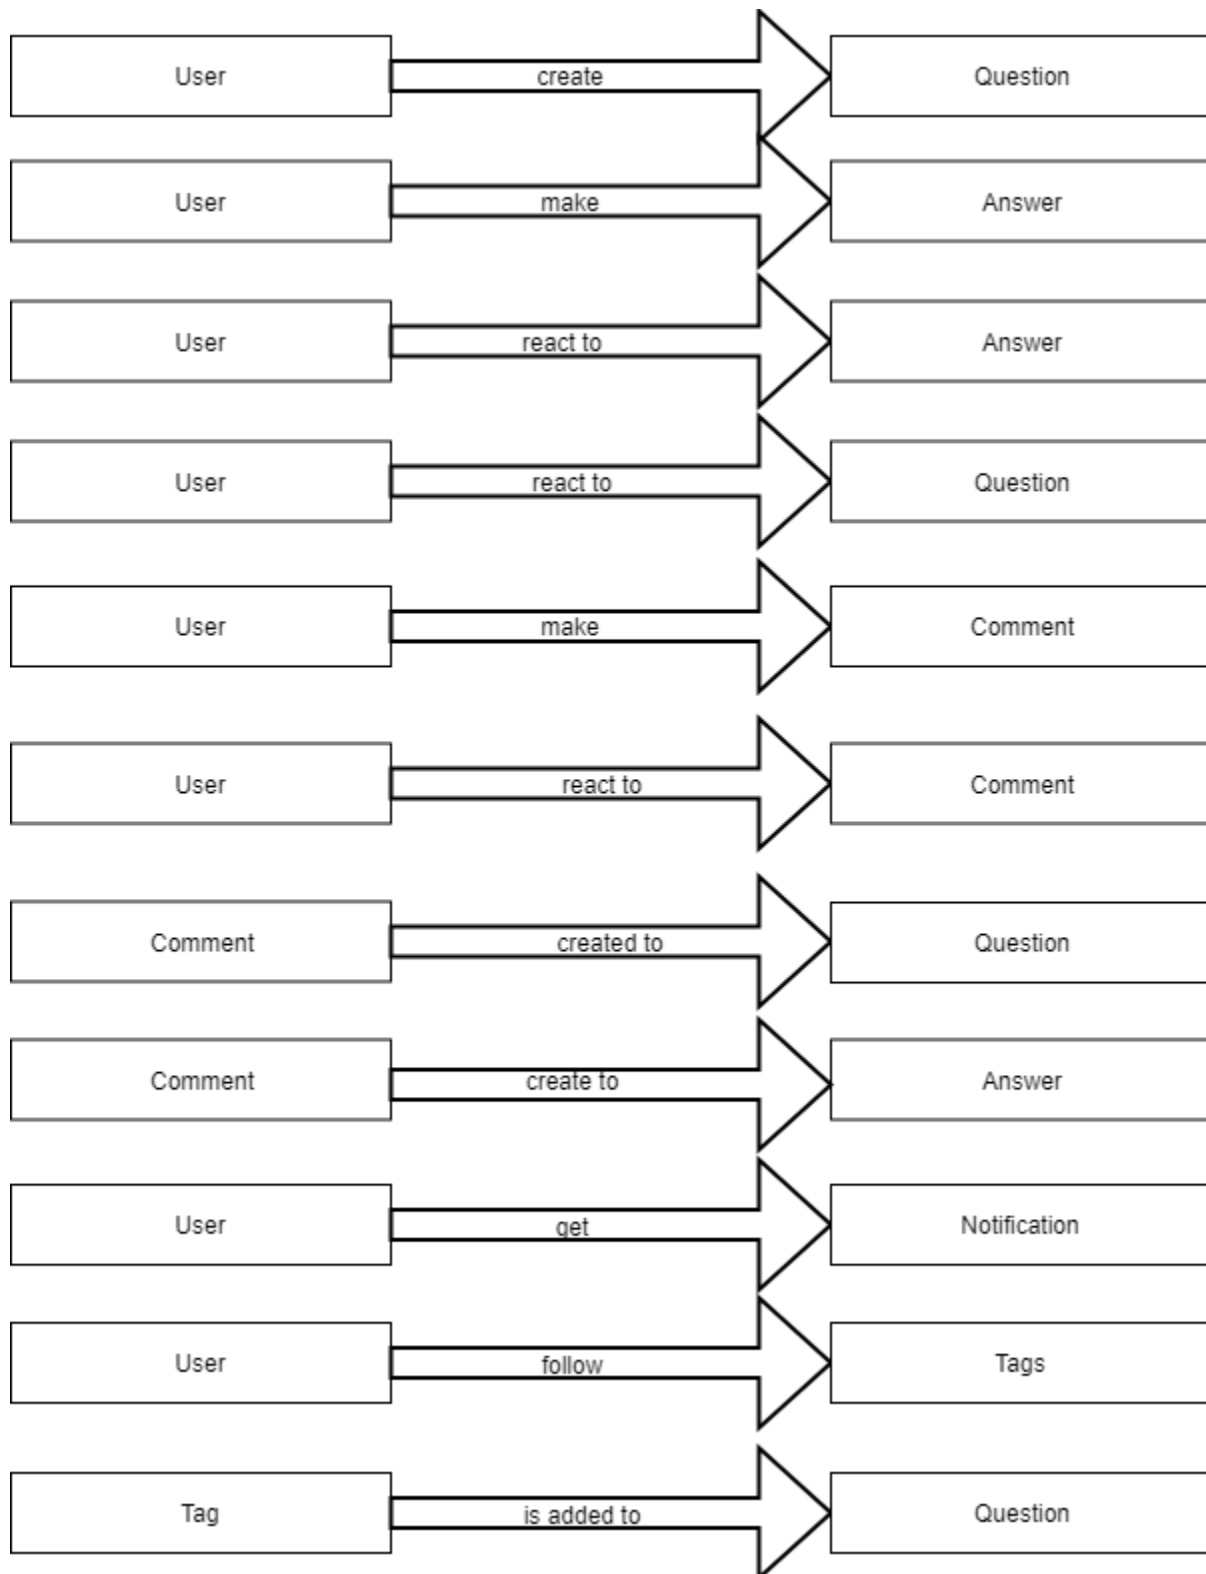 User create Question
User make Answer
User react to Answer
User react to Question
User make Comment
User react to Comment
Comment created to Question
Comment create to Answer
User get Notification
User follow Tags
Tag is added to Question